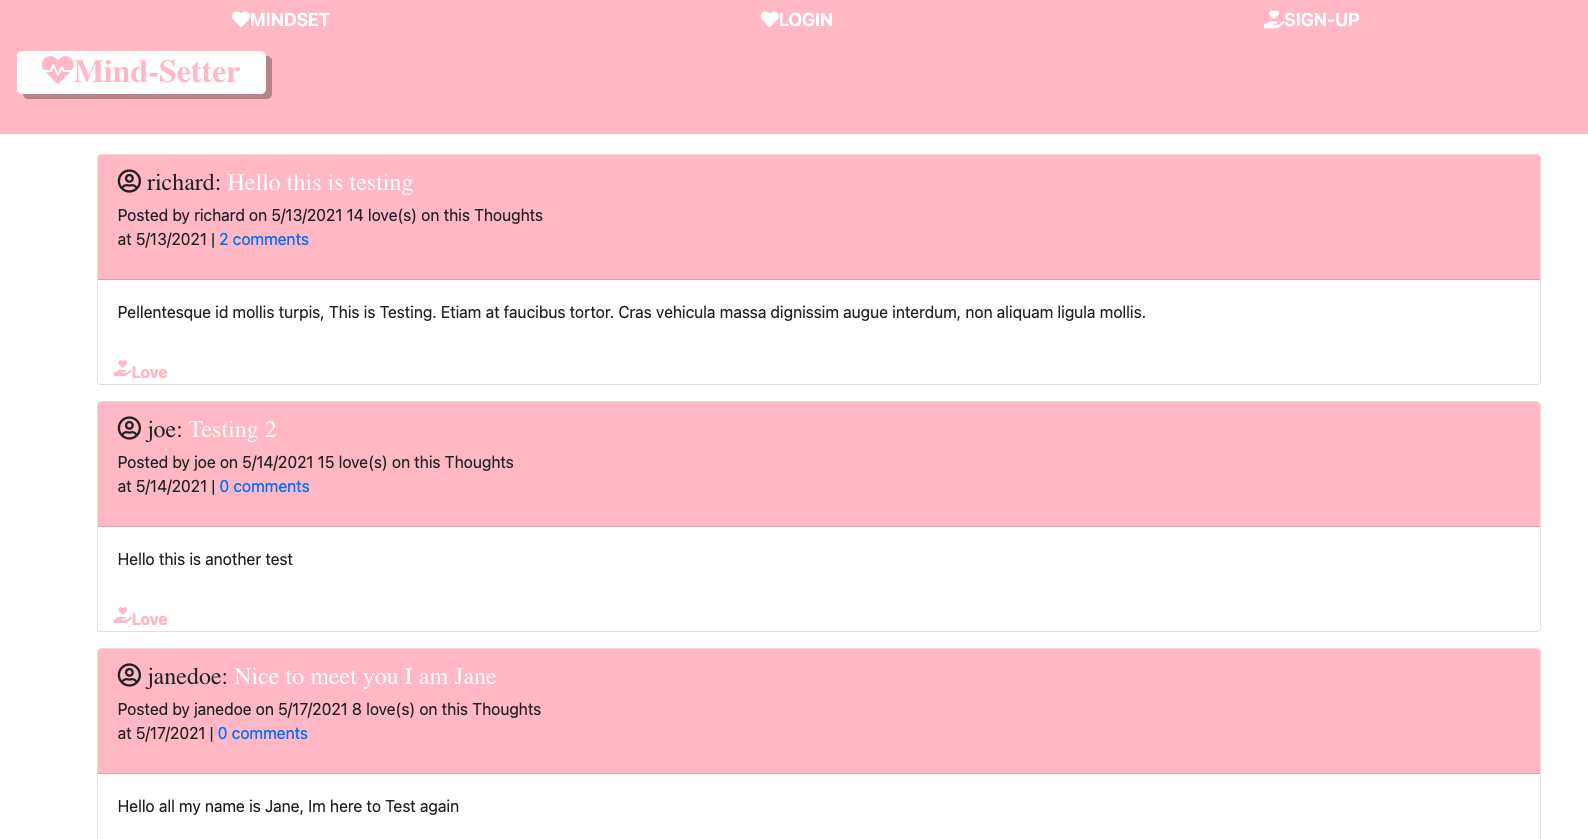 MINDSET LOGIN SIGN-UP
Mind-Setter
richard: Hello this is testing
Posted by richard on 5/13/2021 14 love(s) on this Thoughts
at 5/13/2021 | 2 comments
Pellentesque id mollis turpis, This is Testing. Etiam at faucibus tortor. Cras vehicula massa dignissim augue interdum, non aliquam ligula mollis.
Love
joe: Testing 2
Posted by joe on 5/14/2021 15 love(s) on this Thoughts
at 5/14/2021 | 0 comments
Hello this is another test
Love
janedoe: Nice to meet you I am Jane
Posted by janedoe on 5/17/2021 8 love(s) on this Thoughts
at 5/17/2021 | 0 comments
Hello all my name is Jane, Im here to Test again